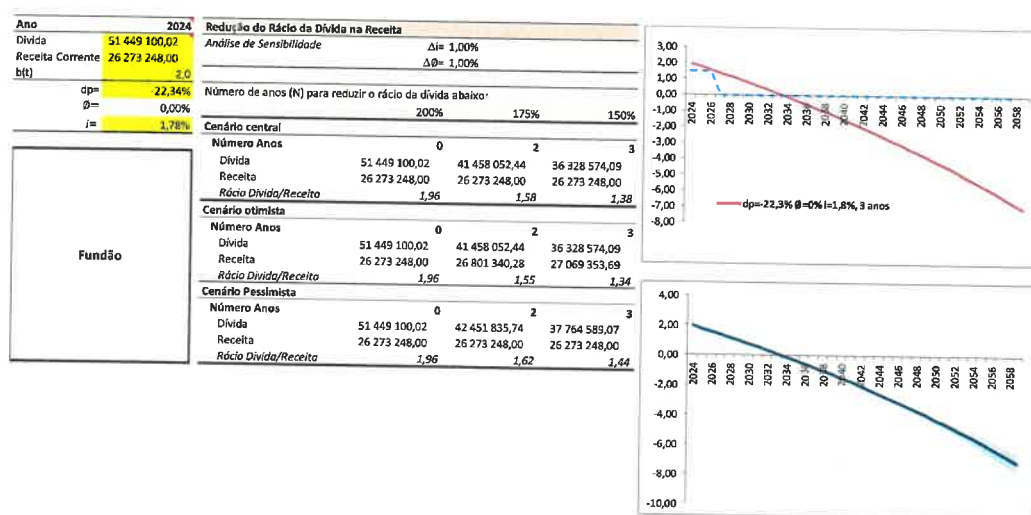 Ano 2024
Divida 51 449 100,02
Receita Corrente 26 273 248,00
b(t) 2,0
dp= -22,34%
Ø= 0,00%
i= 1,78%
Fundão
Redução do Rácio da Dívida na Receita
Análise de Sensibilidade Δi= 1,00%
ΔØ= 1,00%
Número de anos (N) para reduzir o rácio da dívida abaixo:
200% 175% 150%
Cenário central
Número Anos 0 2 3
Dívida 51 449 100,02 41 458 052,44 36 328 574,09
Receita 26 273 248,00 26 273 248,00 26 273 248,00
Rácio Divida/Receita 1,96 1,58 1,38
Cenário otimista
Número Anos 0 2 3
Dívida 51 449 100,02 41 458 052,44 36 328 574,09
Receita 26 273 248,00 26 801 340,28 27 069 353,69
Rácio Divida/Receita 1,96 1,55 1,34
Cenário Pessimista
Número Anos 0 2 3
Dívida 51 449 100,02 42 451 835,74 37 764 589,07
Receita 26 273 248,00 26 273 248,00 26 273 248,00
Rácio Divida/Receita 1,96 1,62 1,44
3,00
2,00
1,00
0,00
-1,00
-2,00
-3,00
-4,00
-5,00
-6,00
-7,00
-8,00
2024 2026 2028 2030 2032 2034 2036 2038 2040 2042 2044 2046 2048 2050 2052 2054 2056 2058
dp=-22,3% Ø=0% i=1,8%, 3 anos
4,00
2,00
0,00
-2,00
-4,00
-6,00
-8,00
-10,00
2024 2026 2028 2030 2032 2034 2036 2038 2040 2042 2044 2046 2048 2050 2052 2054 2056 2058